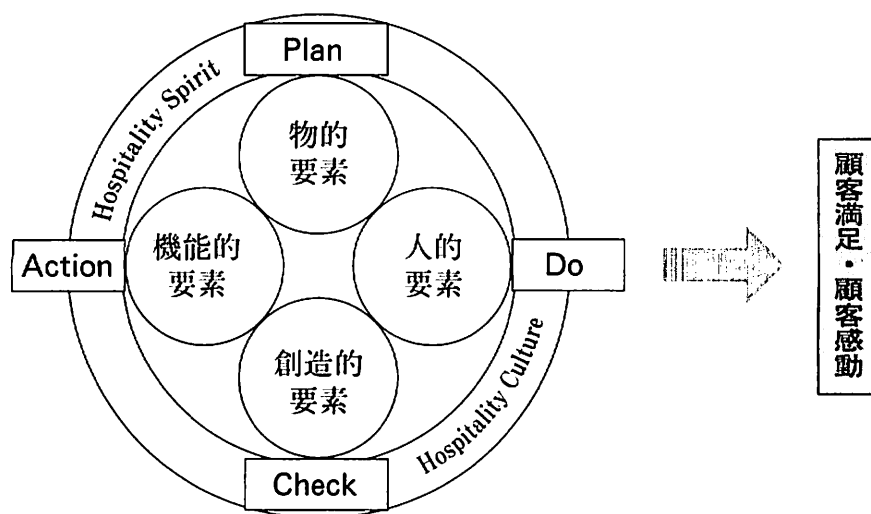 Plan
Hospitality Spirit
物的
要素
機能的
要素
人的
要素
Action
Do
創造的
要素
Hospitality Culture
Check
顧客満足・顧客感動